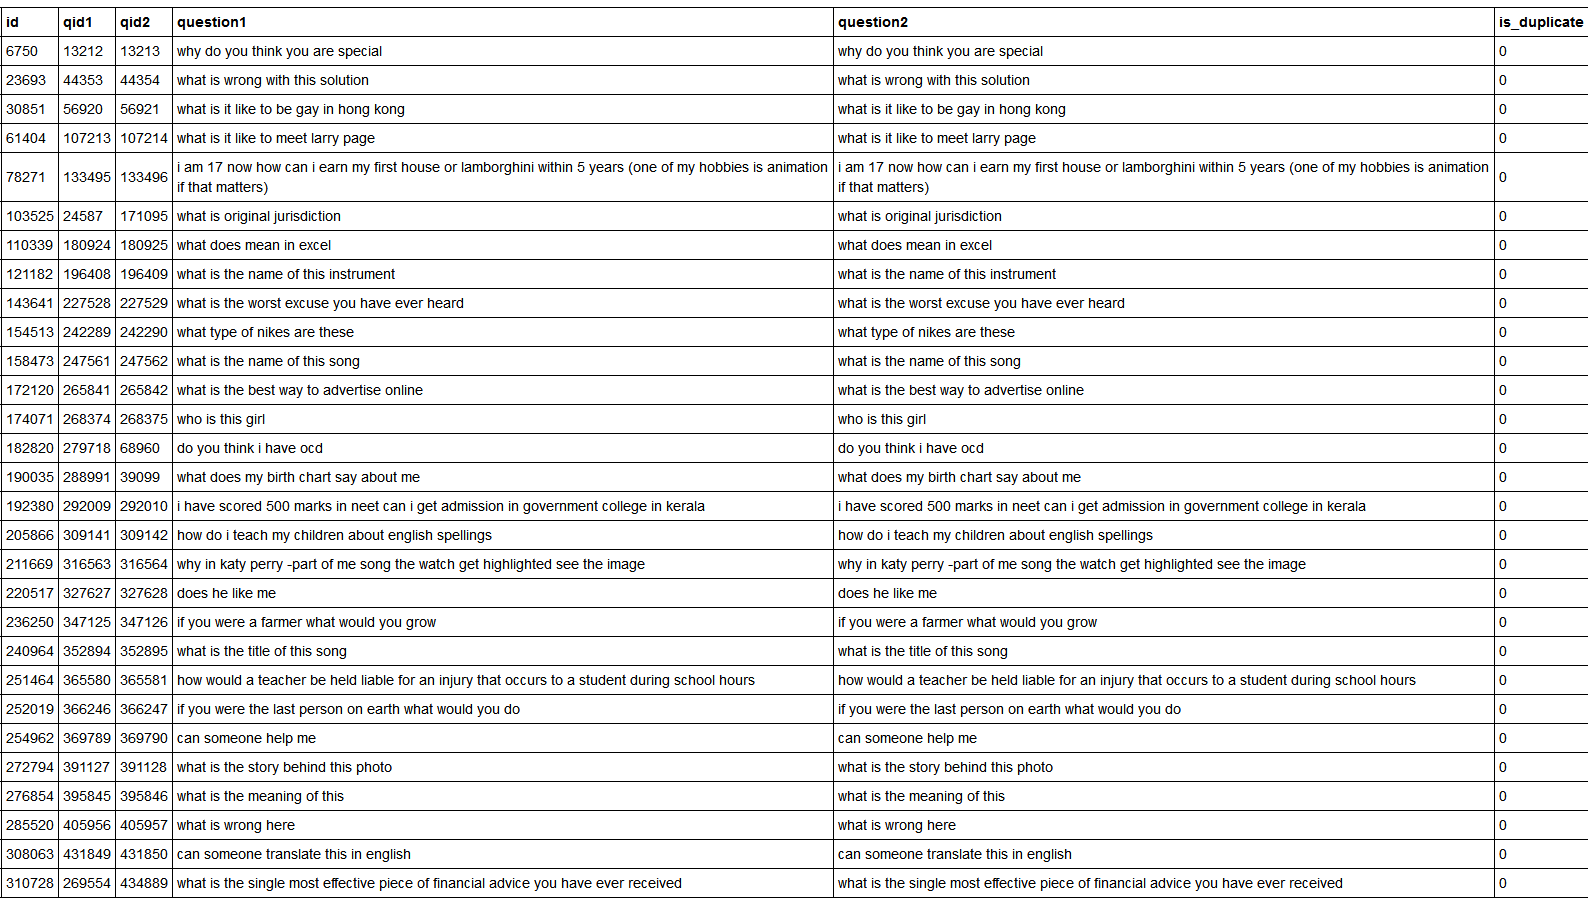 id qid1 qid2 question1 question2 is_duplicate
6750 13212 13213 why do you think you are special why do you think you are special 0
23693 44353 44354 what is wrong with this solution what is wrong with this solution 0
30851 56920 56921 what is it like to be gay in hong kong what is it like to be gay in hong kong 0
61404 107213 107214 what is it like to meet larry page what is it like to meet larry page 0
78271 133495 133496 i am 17 now how can i earn my first house or lamborghini within 5 years (one of my hobbies is animation i am 17 now how can i earn my first house or lamborghini within 5 years (one of my hobbies is animation 0
if that matters) if that matters)
103525 24587 171095 what is original jurisdiction what is original jurisdiction 0
110339 180924 180925 what does mean in excel what does mean in excel 0
121182 196408 196409 what is the name of this instrument what is the name of this instrument 0
143641 227528 227529 what is the worst excuse you have ever heard what is the worst excuse you have ever heard 0
154513 242289 242290 what type of nikes are these what type of nikes are these 0
158473 247561 247562 what is the name of this song what is the name of this song 0
172120 265841 265842 what is the best way to advertise online what is the best way to advertise online 0
174071 268374 268375 who is this girl who is this girl 0
182820 279718 68960 do you think i have ocd do you think i have ocd 0
190035 288991 39099 what does my birth chart say about me what does my birth chart say about me 0
192380 292009 292010 i have scored 500 marks in neet can i get admission in government college in kerala i have scored 500 marks in neet can i get admission in government college in kerala 0
205866 309141 309142 how do i teach my children about english spellings how do i teach my children about english spellings 0
211669 316563 316564 why in katy perry -part of me song the watch get highlighted see the image why in katy perry -part of me song the watch get highlighted see the image 0
220517 327627 327628 does he like me does he like me 0
236250 347125 347126 if you were a farmer what would you grow if you were a farmer what would you grow 0
240964 352894 352895 what is the title of this song what is the title of this song 0
251464 365580 365581 how would a teacher be held liable for an injury that occurs to a student during school hours how would a teacher be held liable for an injury that occurs to a student during school hours 0
252019 366246 366247 if you were the last person on earth what would you do if you were the last person on earth what would you do 0
254962 369789 369790 can someone help me can someone help me 0
272794 391127 391128 what is the story behind this photo what is the story behind this photo 0
276854 395845 395846 what is the meaning of this what is the meaning of this 0
285520 405956 405957 what is wrong here what is wrong here 0
308063 431849 431850 can someone translate this in english can someone translate this in english 0
310728 269554 434889 what is the single most effective piece of financial advice you have ever received what is the single most effective piece of financial advice you have ever received 0